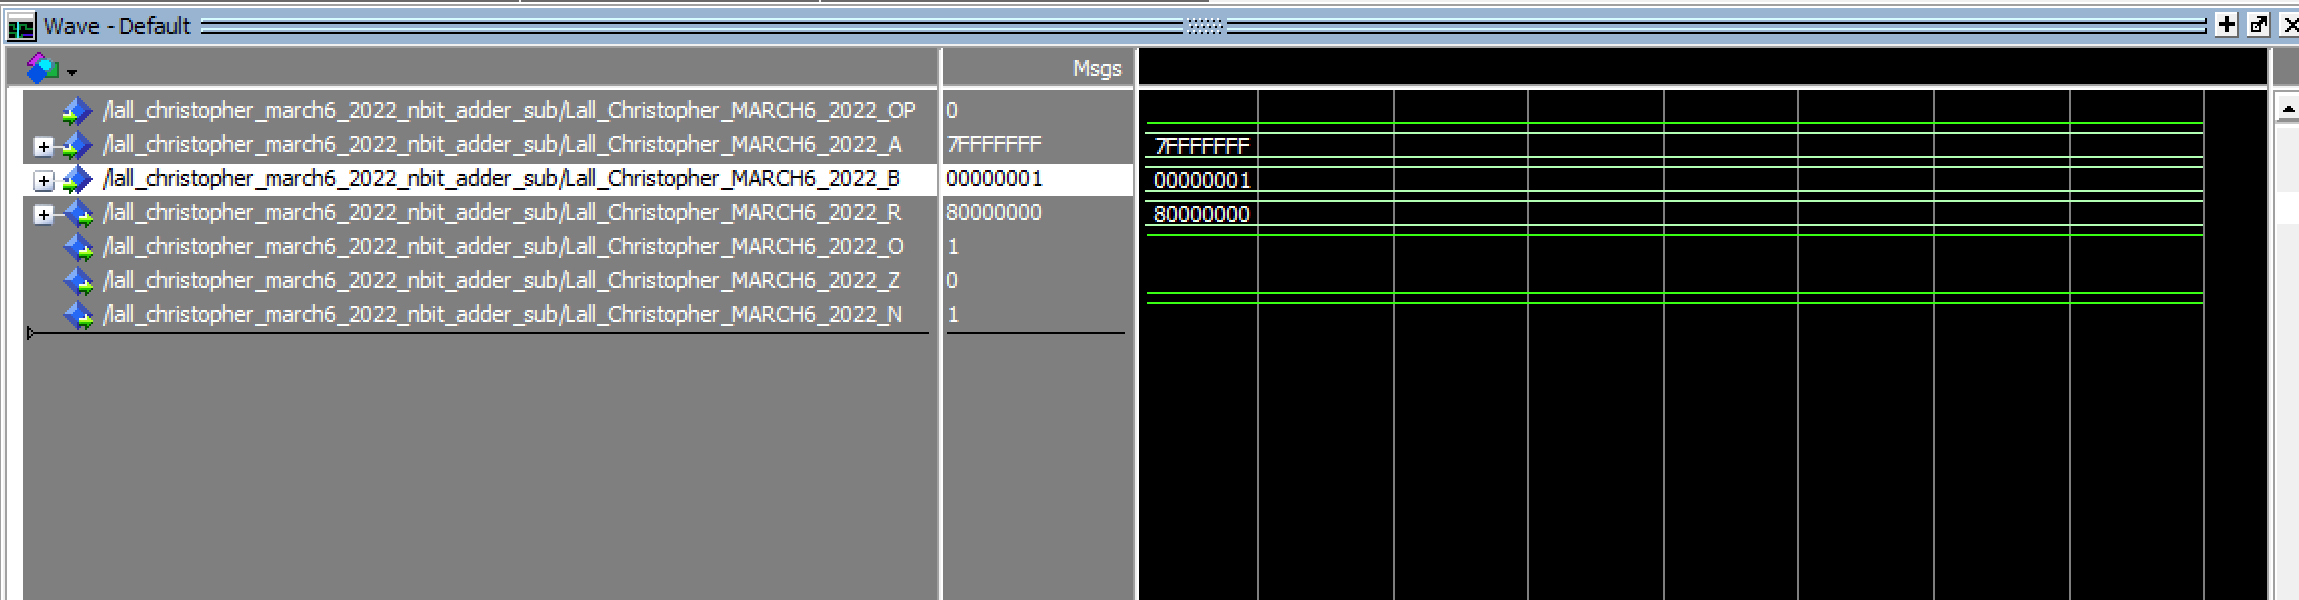 Wave - Default
Msgs
/lall_christopher_march6_2022_nbit_adder_sub/Lall_Christopher_MARCH6_2022_OP 0
/lall_christopher_march6_2022_nbit_adder_sub/Lall_Christopher_MARCH6_2022_A 7FFFFFFF 7FFFFFFF
/lall_christopher_march6_2022_nbit_adder_sub/Lall_Christopher_MARCH6_2022_B 00000001 00000001
/lall_christopher_march6_2022_nbit_adder_sub/Lall_Christopher_MARCH6_2022_R 80000000 80000000
/lall_christopher_march6_2022_nbit_adder_sub/Lall_Christopher_MARCH6_2022_O 1
/lall_christopher_march6_2022_nbit_adder_sub/Lall_Christopher_MARCH6_2022_Z 0
/lall_christopher_march6_2022_nbit_adder_sub/Lall_Christopher_MARCH6_2022_N 1